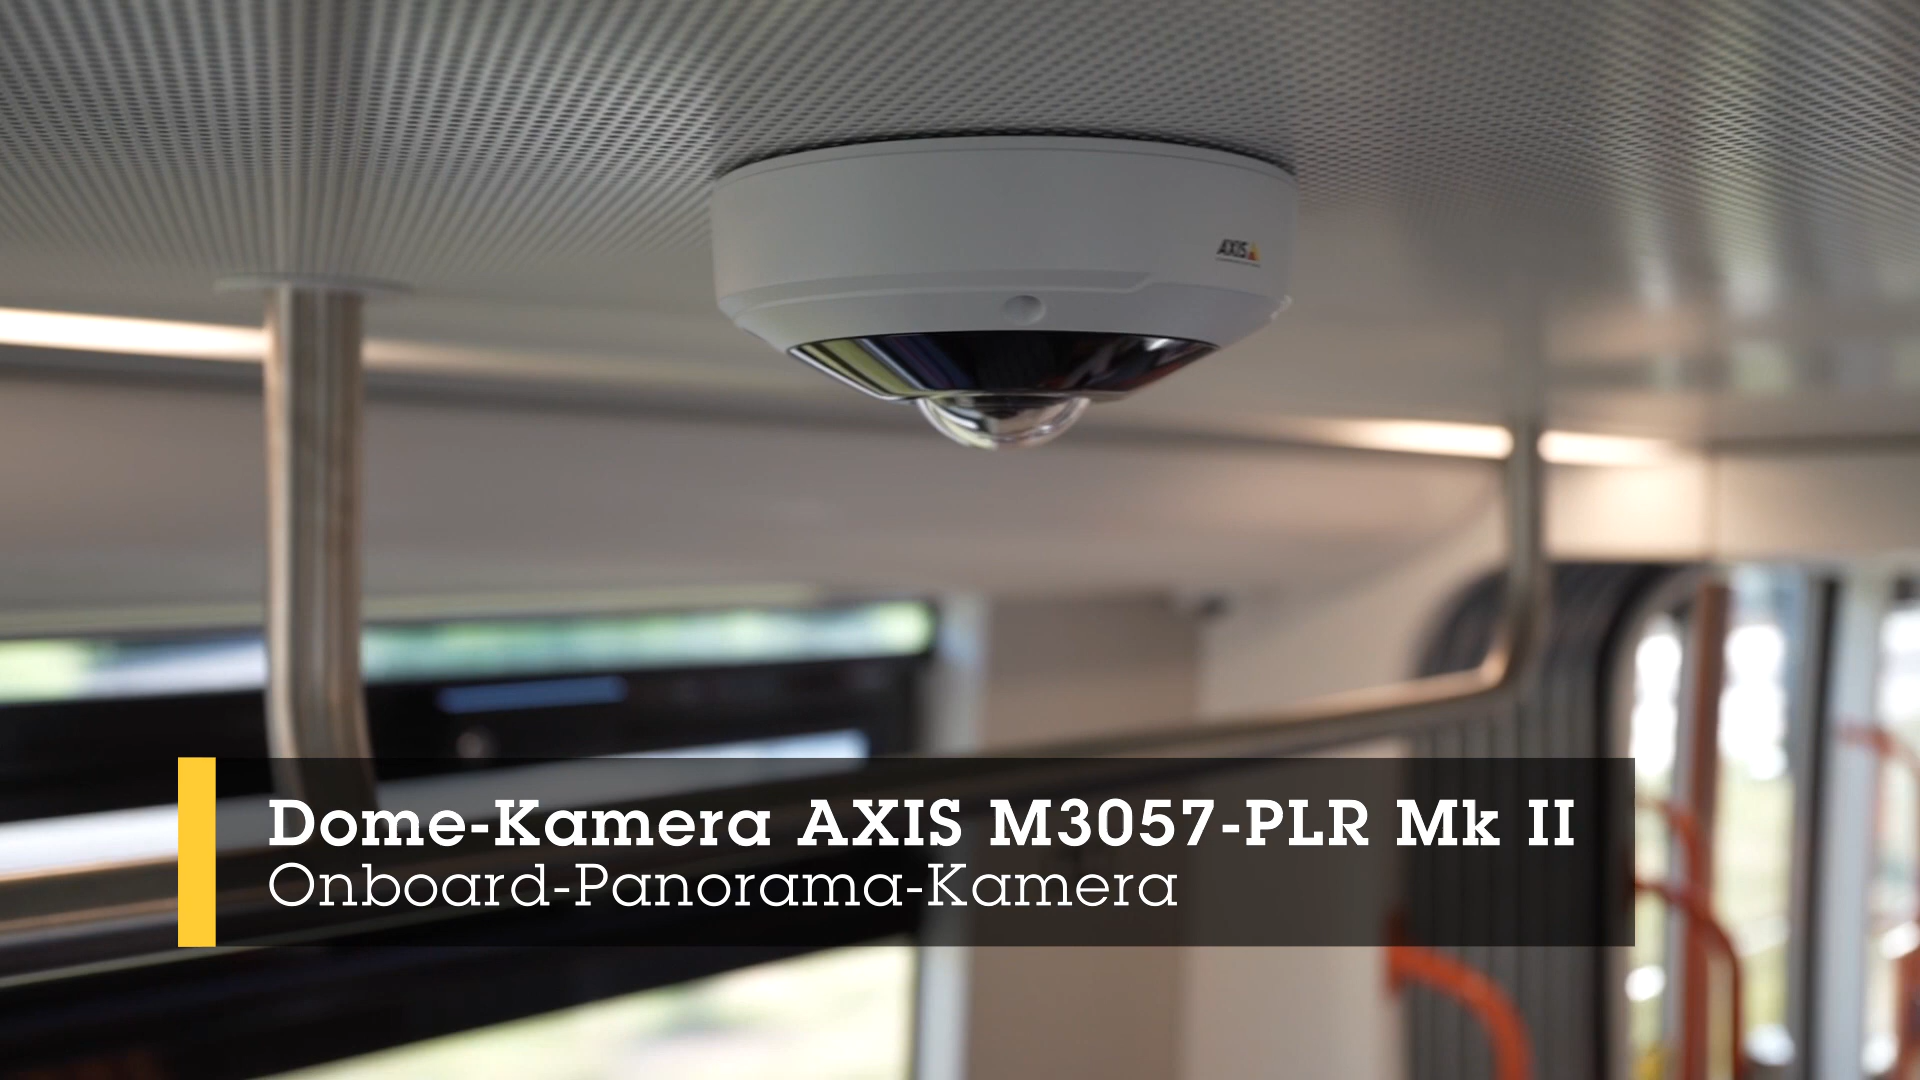 AXIS
Dome-Kamera AXIS M3057-PLR Mk II
Onboard-Panorama-Kamera